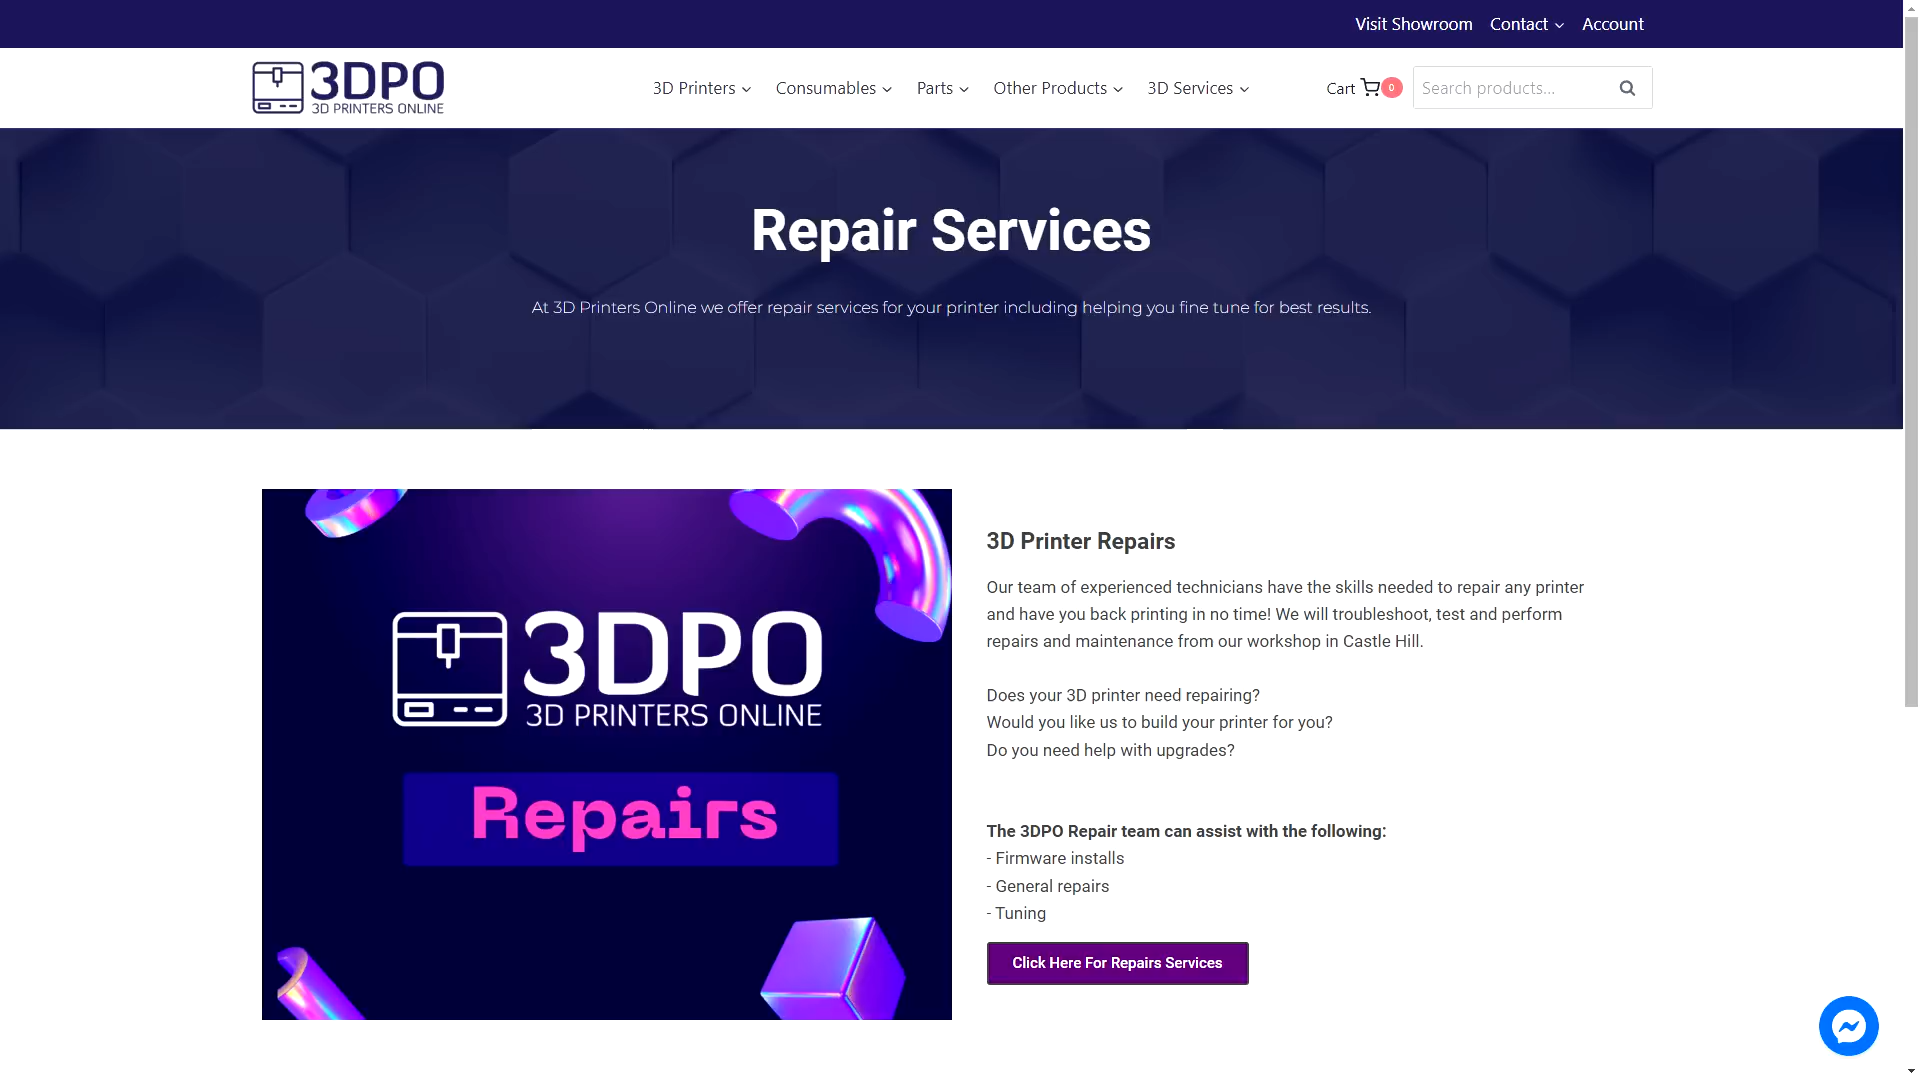 Visit Showroom Contact Account
3DPO
3D PRINTERS ONLINE
3D Printers Consumables Parts Other Products 3D Services
Cart 0 Search products...
Repair Services
At 3D Printers Online we offer repair services for your printer including helping you fine tune for best results.
3DPO
3D PRINTERS ONLINE
Repairs
3D Printer Repairs
Our team of experienced technicians have the skills needed to repair any printer
and have you back printing in no time! We will troubleshoot, test and perform
repairs and maintenance from our workshop in Castle Hill.
Does your 3D printer need repairing?
Would you like us to build your printer for you?
Do you need help with upgrades?
The 3DPO Repair team can assist with the following:
- Firmware installs
- General repairs
- Tuning
Click Here For Repairs Services